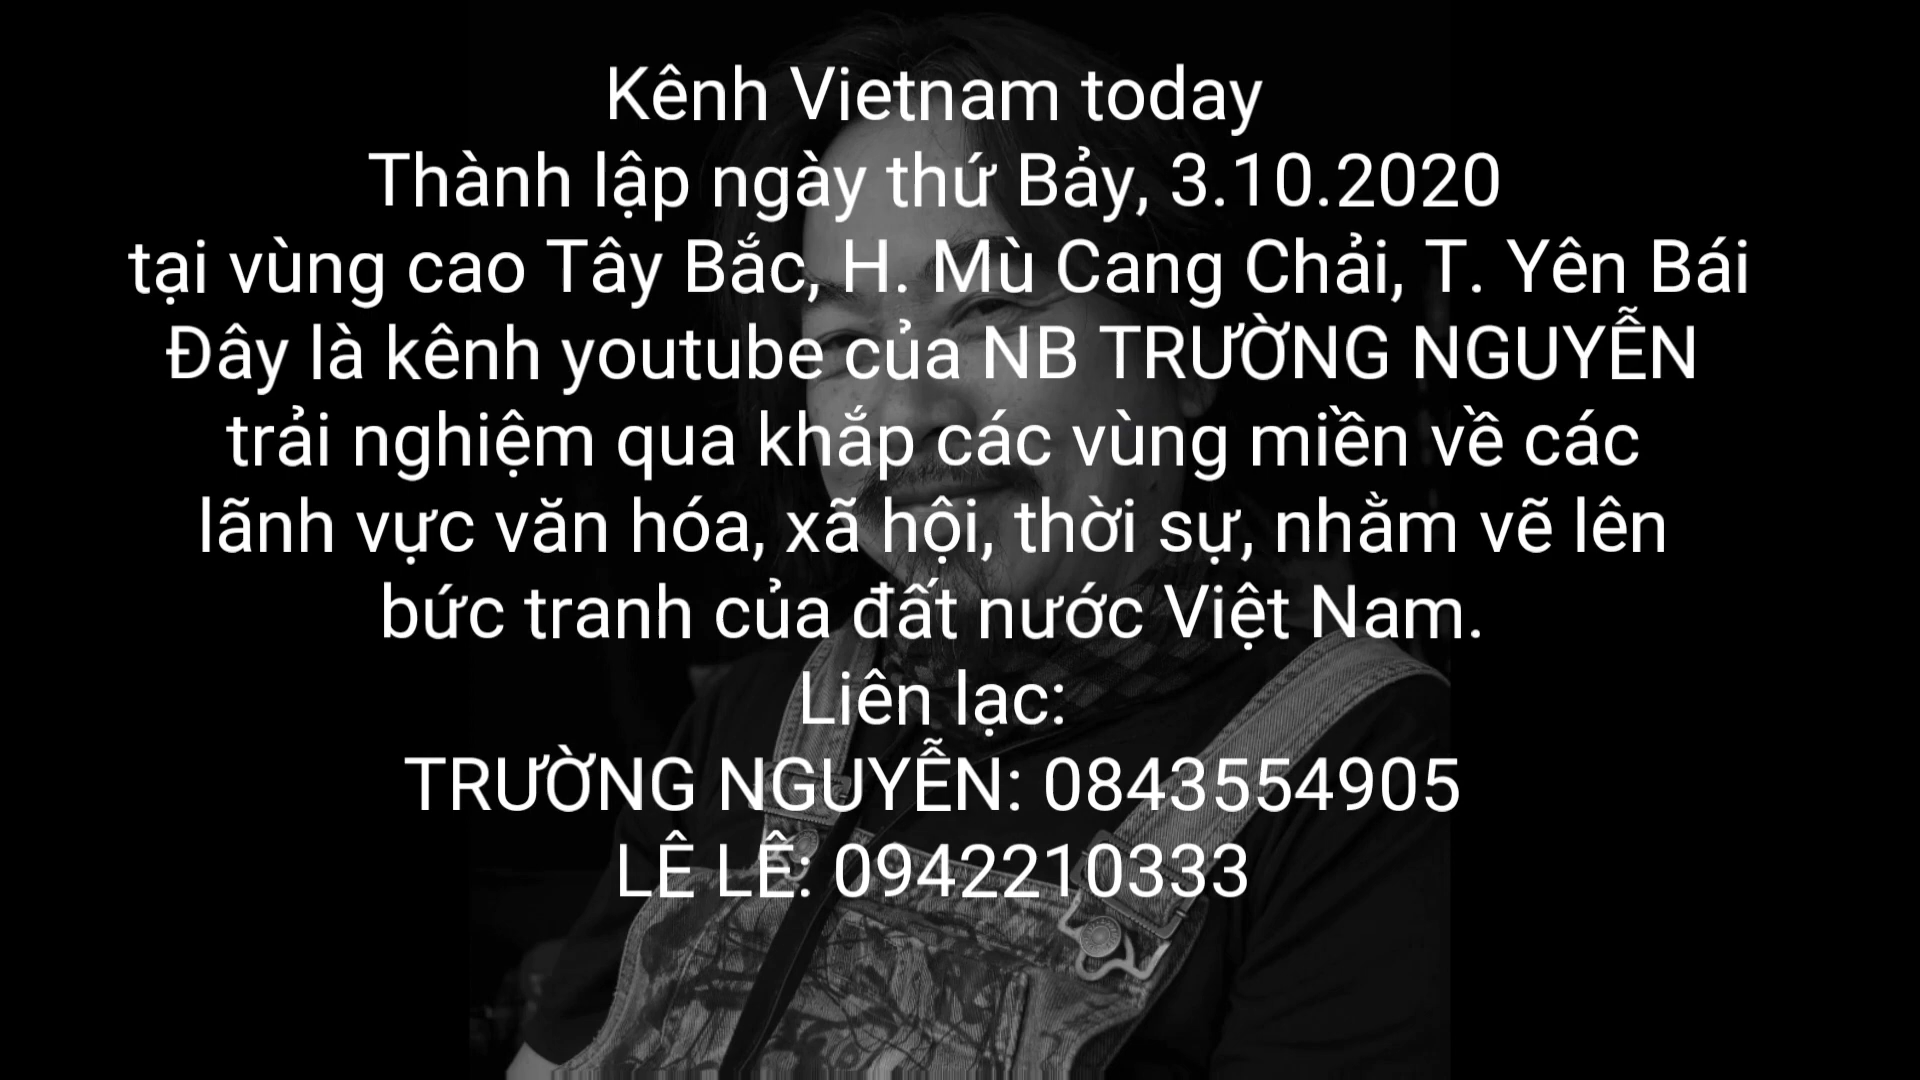 Kênh Vietnam today
Thành lập ngày thứ Bảy, 3.10.2020
tại vùng cao Tây Bắc, H. Mù Cang Chải, T. Yên Bái
Đây là kênh youtube của NB TRƯỜNG NGUYỄN
trải nghiệm qua khắp các vùng miền về các
lãnh vực văn hóa, xã hội, thời sự, nhằm vẽ lên
bức tranh của đất nước Việt Nam.
Liên lạc:
TRƯỜNG NGUYỄN: 0843554905
LÊ LÊ: 0942210333